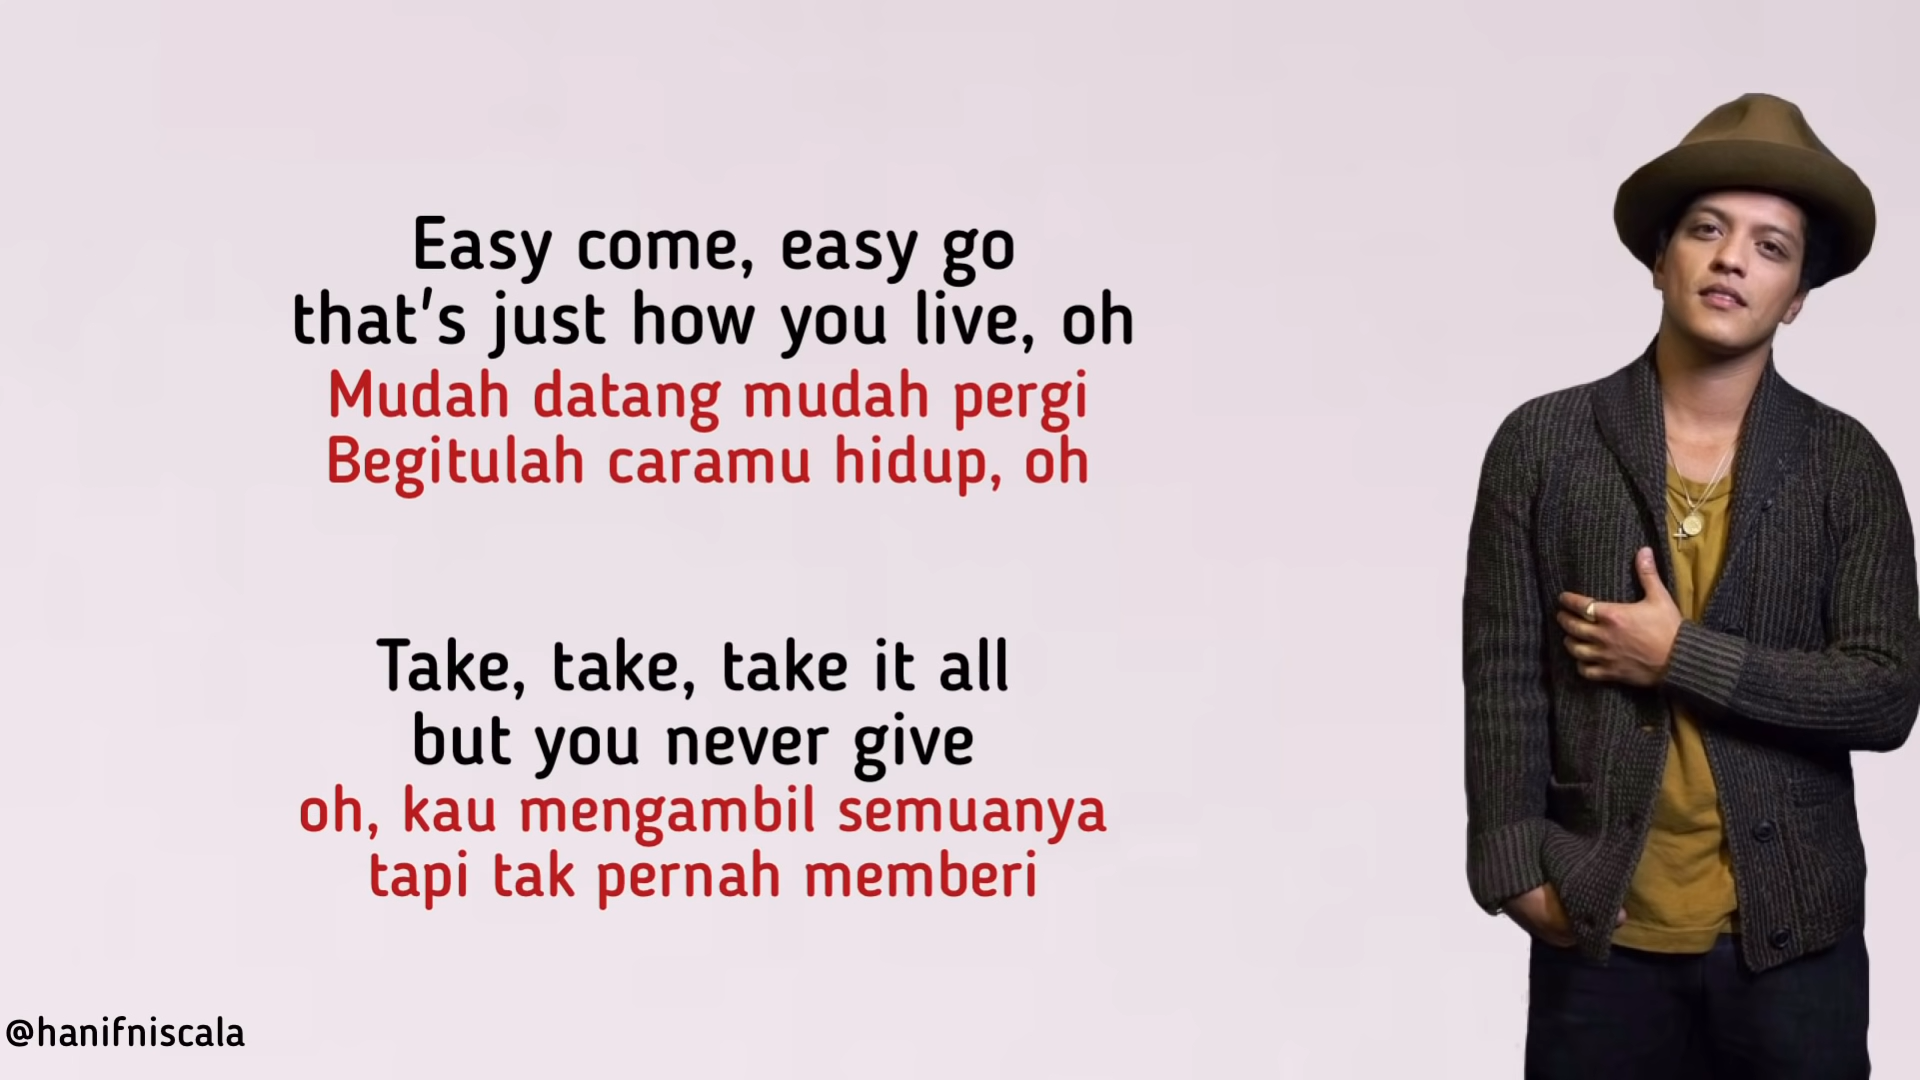 Easy come, easy go
that's just how you live, oh
Mudah datang mudah pergi
Begitulah caramu hidup, oh
Take, take, take it all
but you never give
oh, kau mengambil semuanya
tapi tak pernah memberi
@hanifniscala